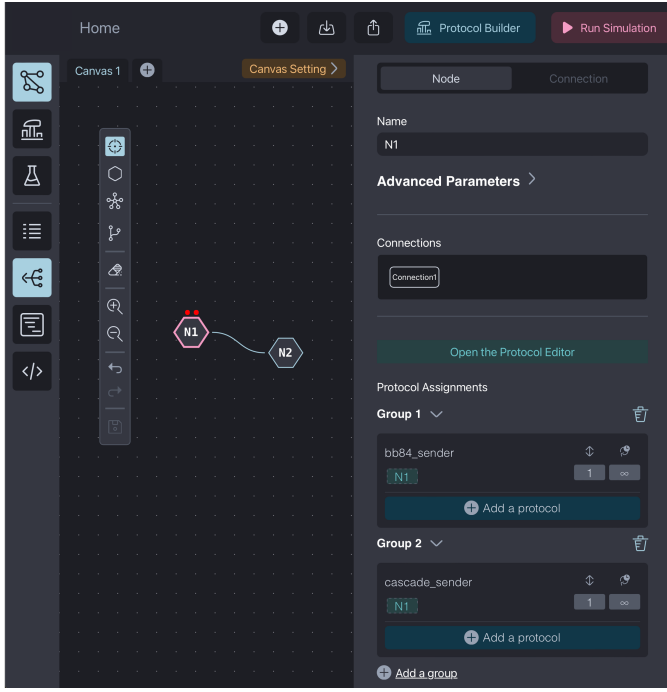 Home
Protocol Builder
Run Simulation
Canvas 1
Canvas Setting >
Node
Connection
Name
N1
Advanced Parameters >
Connections
Connection1
N1
N2
Open the Protocol Editor
Protocol Assignments
Group 1
bb84_sender
N1
1
∞
Add a protocol
Group 2
cascade_sender
N1
1
∞
Add a protocol
Add a group